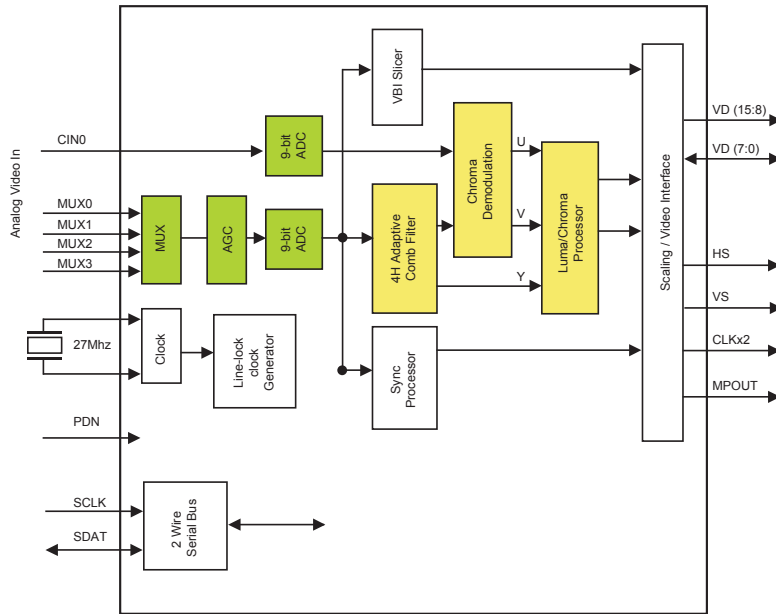 Analog Video In
CIN0
MUX0
MUX1
MUX2
MUX3
27Mhz
PDN
SCLK
SDAT
MUX
AGC
9-bit
ADC
9-bit
ADC
Clock
Line-lock
clock
Generator
2 Wire
Serial Bus
VBI Slicer
4H Adaptive
Comb Filter
Sync
Processor
Chroma
Demodulation
U
V
Y
Luma/Chroma
Processor
Scaling / Video Interface
VD (15:8)
VD (7:0)
HS
VS
CLKx2
MPOUT